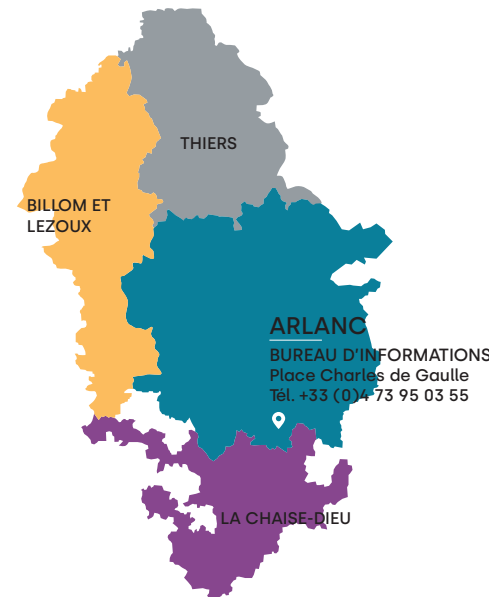 THIERS
BILLOM ET
LEZOUX
ARLANC
BUREAU D'INFORMATIONS
Place Charles de Gaulle
Tél. +33 (0)4 73 95 03 55
LA CHAISE-DIEU